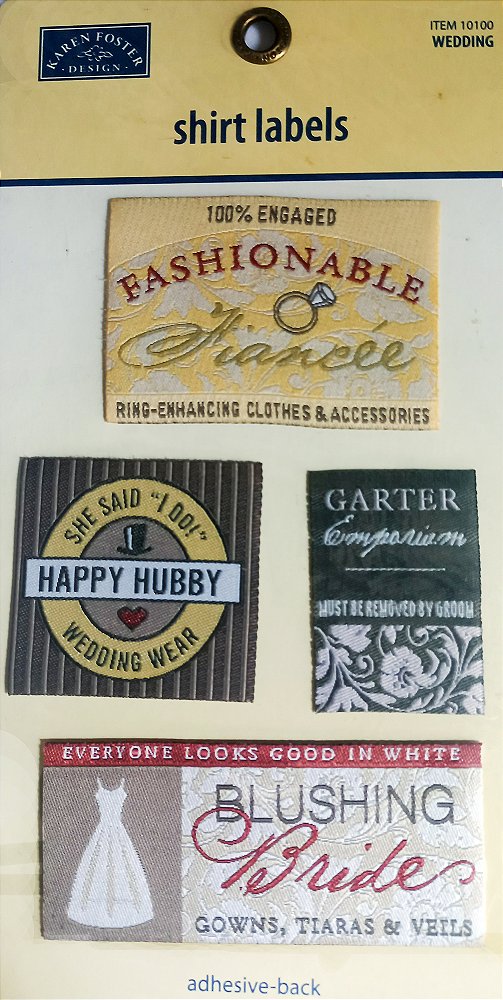 KAREN FOSTER
· DESIGN ·
ITEM 10100
WEDDING
shirt labels
100% ENGAGED
FASHIONABLE
Fiancée
RING-ENHANCING CLOTHES & ACCESSORIES
SHE SAID "I DO!"
HAPPY HUBBY
WEDDING WEAR
GARTER
Emporium
MUST BE REMOVED BY GROOM
EVERYONE LOOKS GOOD IN WHITE
BLUSHING
Bride
GOWNS, TIARAS & VEILS
adhesive-back